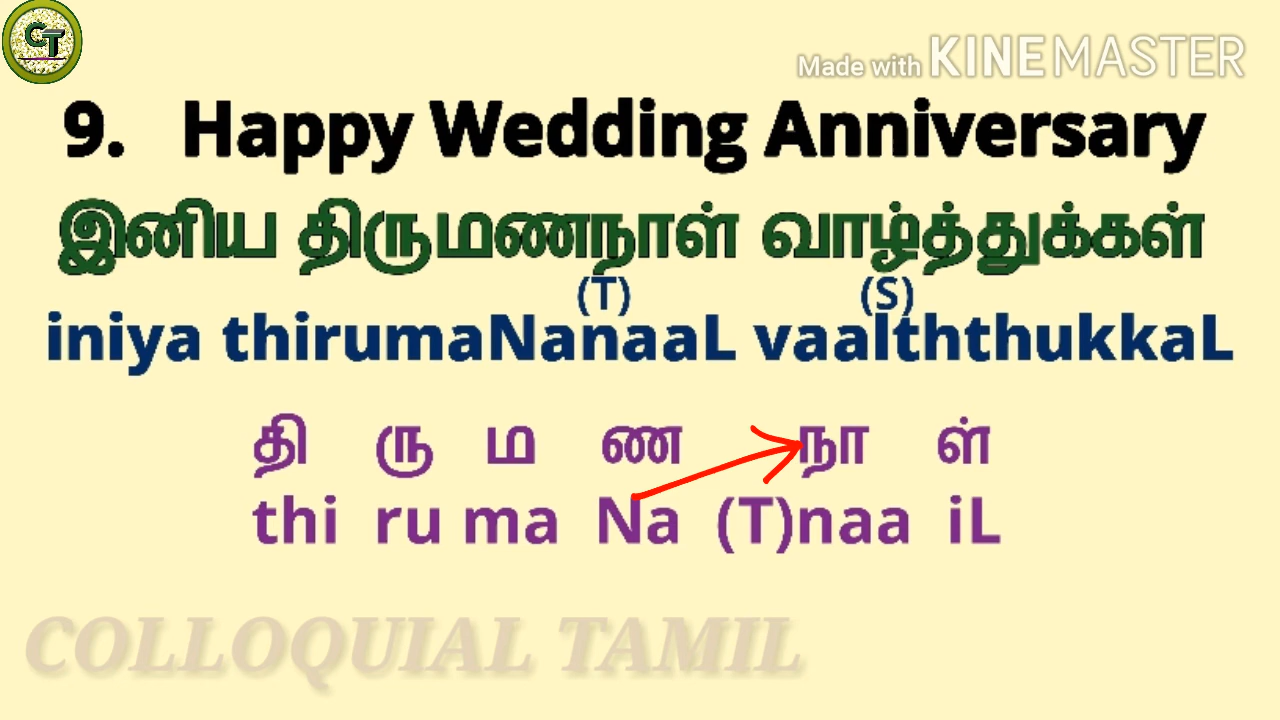 CT
Made with KINEMASTER
9. Happy Wedding Anniversary
இனிய திருமணநாள் வாழ்த்துக்கள்
(T) (S)
iniya thirumaNanaaL vaalththukkaL
தி ரு ம ண நா ள்
thi ru ma Na (T)naa iL
COLLOQUIAL TAMIL